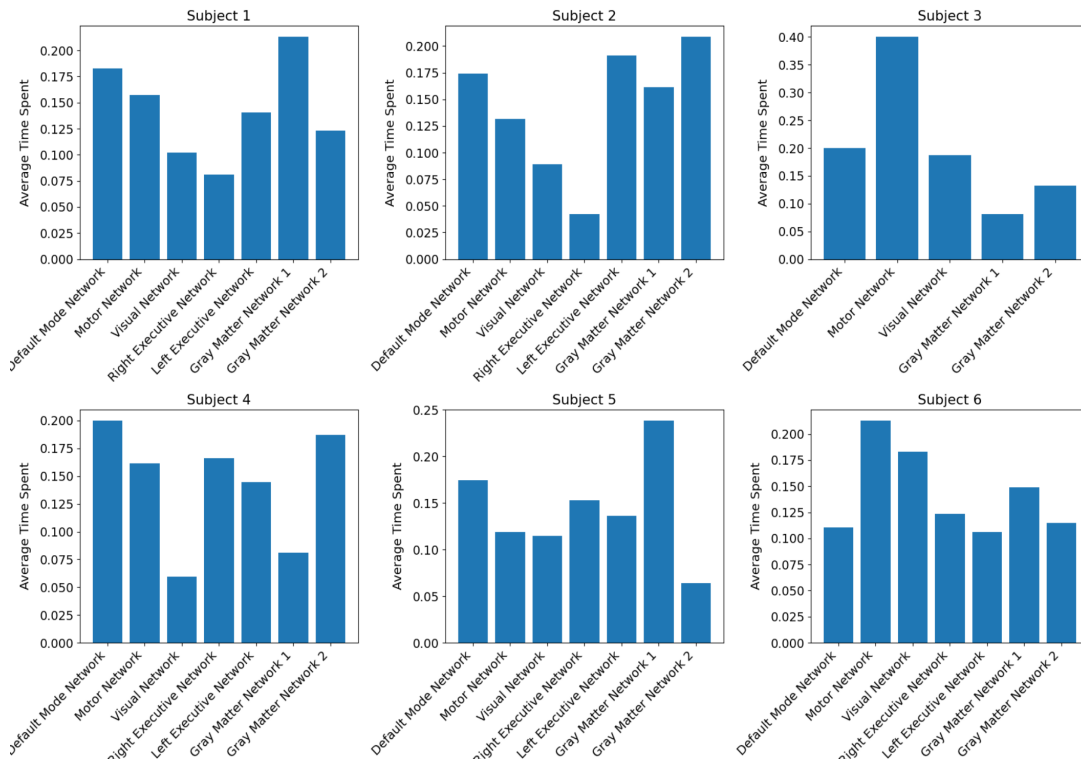 Subject 1
Average Time Spent
0.200
0.175
0.150
0.125
0.100
0.075
0.050
0.025
0.000
Default Mode Network
Motor Network
Visual Network
Right Executive Network
Left Executive Network
Gray Matter Network 1
Gray Matter Network 2
Subject 2
Average Time Spent
0.200
0.175
0.150
0.125
0.100
0.075
0.050
0.025
0.000
Default Mode Network
Motor Network
Visual Network
Right Executive Network
Left Executive Network
Gray Matter Network 1
Gray Matter Network 2
Subject 3
Average Time Spent
0.40
0.35
0.30
0.25
0.20
0.15
0.10
0.05
0.00
Default Mode Network
Motor Network
Visual Network
Gray Matter Network 1
Gray Matter Network 2
Subject 4
Average Time Spent
0.200
0.175
0.150
0.125
0.100
0.075
0.050
0.025
0.000
Default Mode Network
Motor Network
Visual Network
Right Executive Network
Left Executive Network
Gray Matter Network 1
Gray Matter Network 2
Subject 5
Average Time Spent
0.25
0.20
0.15
0.10
0.05
0.00
Default Mode Network
Motor Network
Visual Network
Right Executive Network
Left Executive Network
Gray Matter Network 1
Gray Matter Network 2
Subject 6
Average Time Spent
0.200
0.175
0.150
0.125
0.100
0.075
0.050
0.025
0.000
Default Mode Network
Motor Network
Visual Network
Right Executive Network
Left Executive Network
Gray Matter Network 1
Gray Matter Network 2